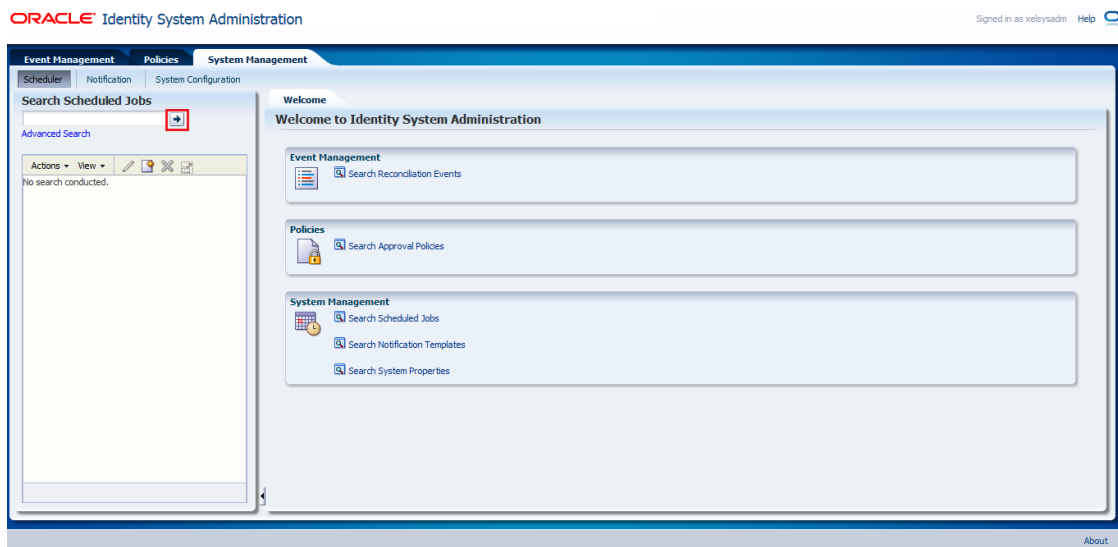 ORACLE Identity System Administration
Signed in as xelsysadm Help
Event Management Policies System Management
Scheduler Notification System Configuration
Search Scheduled Jobs
Advanced Search
Actions View
No search conducted.
Welcome
Welcome to Identity System Administration
Event Management
Search Reconciliation Events
Policies
Search Approval Policies
System Management
Search Scheduled Jobs
Search Notification Templates
Search System Properties
About